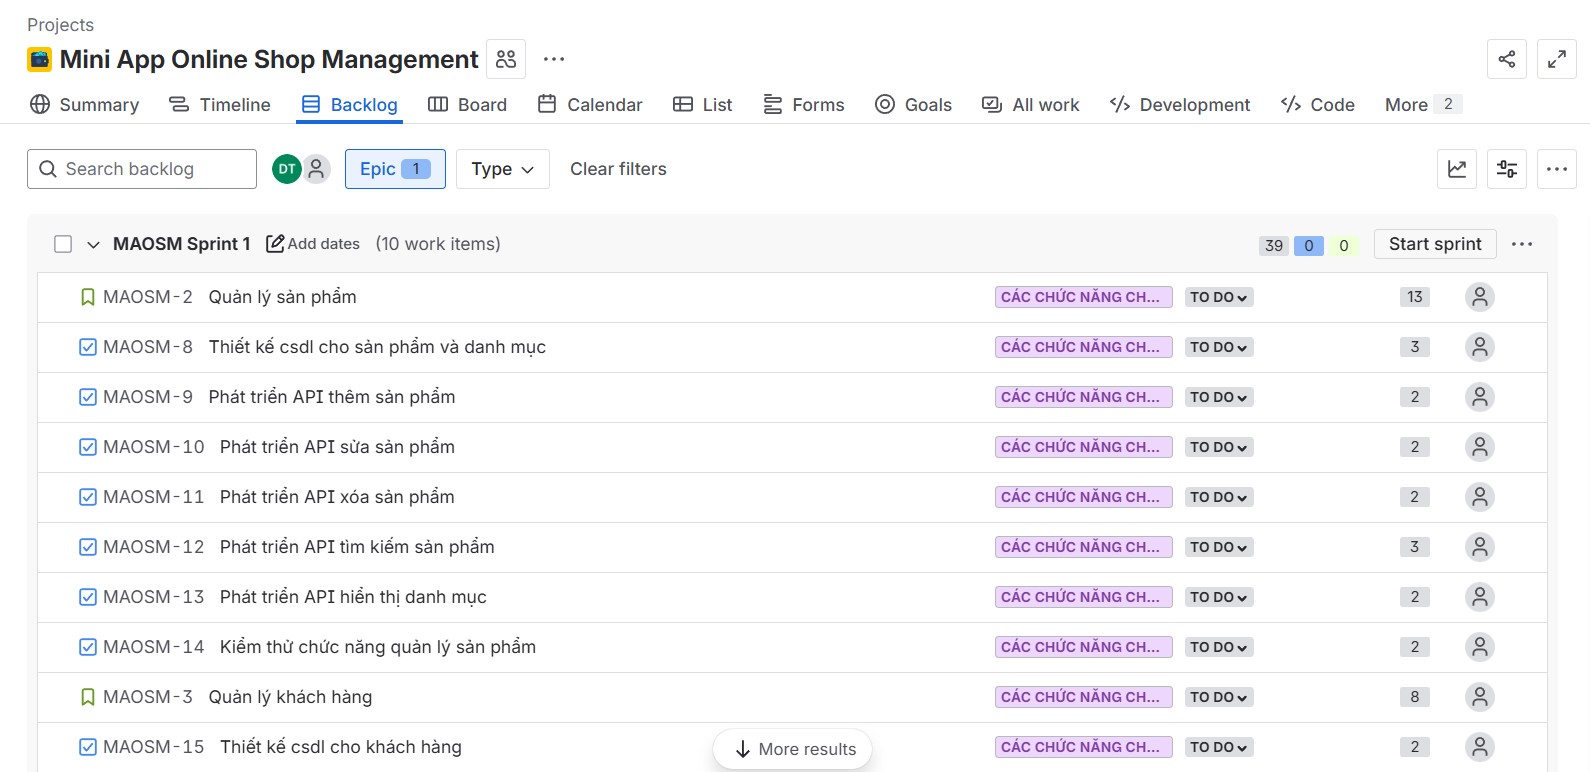 Projects
Mini App Online Shop Management
Summary Timeline Backlog Board Calendar List Forms Goals All work Development Code More 2
Search backlog DT Epic 1 Type Clear filters
MAOSM Sprint 1 Add dates (10 work items) 39 0 0 Start sprint
MAOSM-2 Quản lý sản phẩm CÁC CHỨC NĂNG CH... TO DO 13
MAOSM-8 Thiết kế csdl cho sản phẩm và danh mục CÁC CHỨC NĂNG CH... TO DO 3
MAOSM-9 Phát triển API thêm sản phẩm CÁC CHỨC NĂNG CH... TO DO 2
MAOSM-10 Phát triển API sửa sản phẩm CÁC CHỨC NĂNG CH... TO DO 2
MAOSM-11 Phát triển API xóa sản phẩm CÁC CHỨC NĂNG CH... TO DO 2
MAOSM-12 Phát triển API tìm kiếm sản phẩm CÁC CHỨC NĂNG CH... TO DO 3
MAOSM-13 Phát triển API hiển thị danh mục CÁC CHỨC NĂNG CH... TO DO 2
MAOSM-14 Kiểm thử chức năng quản lý sản phẩm CÁC CHỨC NĂNG CH... TO DO 2
MAOSM-3 Quản lý khách hàng CÁC CHỨC NĂNG CH... TO DO 8
MAOSM-15 Thiết kế csdl cho khách hàng CÁC CHỨC NĂNG CH... TO DO 2
More results